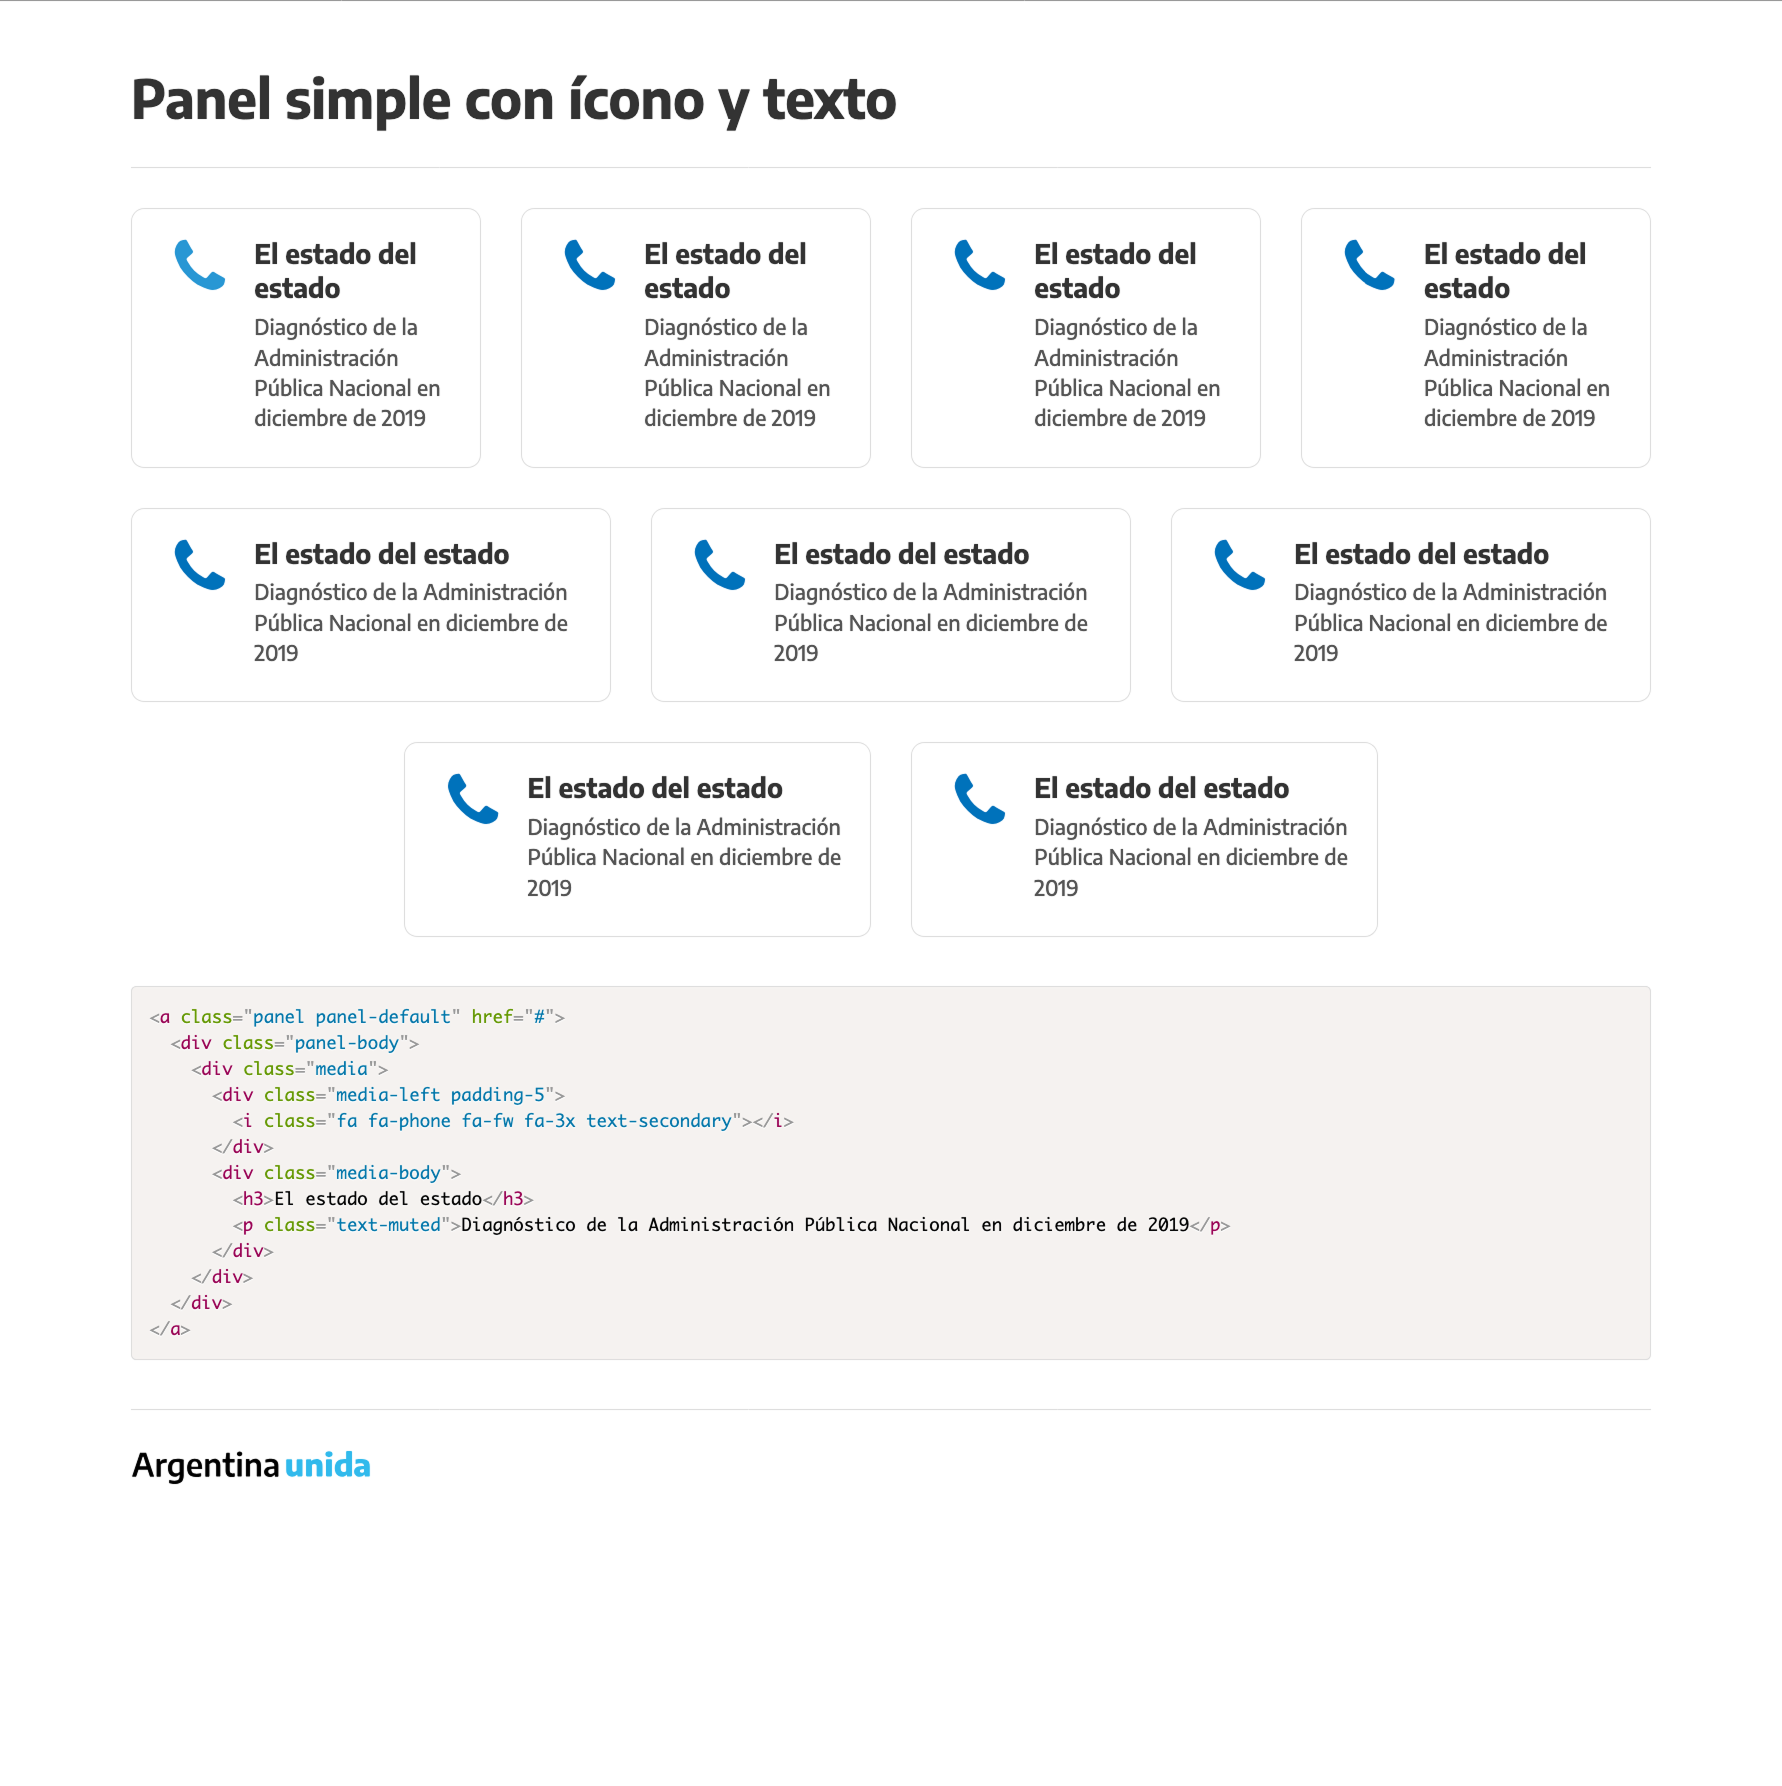 Panel simple con ícono y texto
El estado del
estado
Diagnóstico de la
Administración
Pública Nacional en
diciembre de 2019
El estado del
estado
Diagnóstico de la
Administración
Pública Nacional en
diciembre de 2019
El estado del
estado
Diagnóstico de la
Administración
Pública Nacional en
diciembre de 2019
El estado del
estado
Diagnóstico de la
Administración
Pública Nacional en
diciembre de 2019
El estado del estado
Diagnóstico de la Administración
Pública Nacional en diciembre de
2019
El estado del estado
Diagnóstico de la Administración
Pública Nacional en diciembre de
2019
El estado del estado
Diagnóstico de la Administración
Pública Nacional en diciembre de
2019
El estado del estado
Diagnóstico de la Administración
Pública Nacional en diciembre de
2019
El estado del estado
Diagnóstico de la Administración
Pública Nacional en diciembre de
2019
<a class="panel panel-default" href="#">
  <div class="panel-body">
    <div class="media">
      <div class="media-left padding-5">
        <i class="fa fa-phone fa-fw fa-3x text-secondary"></i>
      </div>
      <div class="media-body">
        <h3>El estado del estado</h3>
        <p class="text-muted">Diagnóstico de la Administración Pública Nacional en diciembre de 2019</p>
      </div>
    </div>
  </div>
</a>
Argentina unida